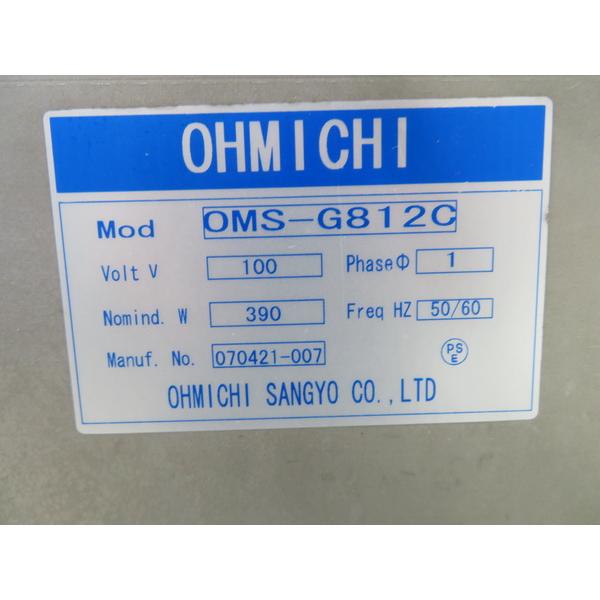 OHMICHI
Mod OMS-G812C
Volt V 100 Phase Φ 1
Nomind. W 390 Freq HZ 50/60
Manuf. No. 070421-007 PS E
OHMICHI SANGYO CO.,LTD